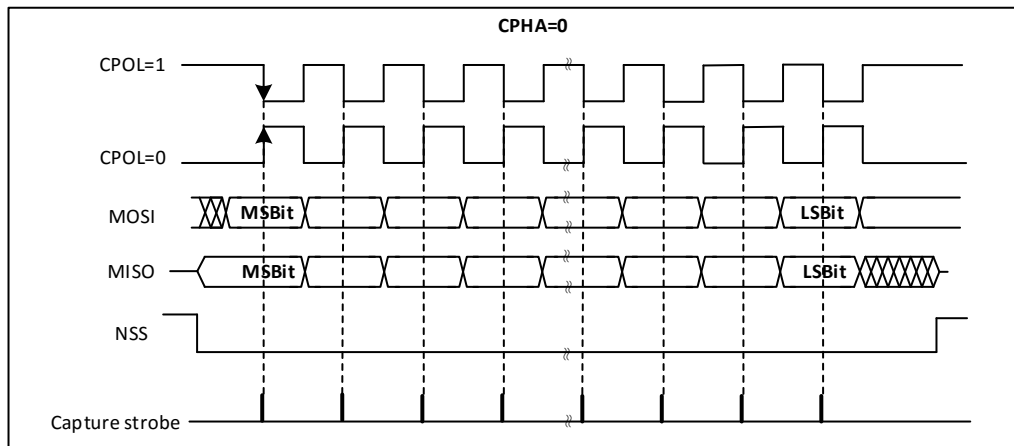 CPHA=0
CPOL=1
CPOL=0
MOSI MSBit LSBit
MISO MSBit LSBit
NSS
Capture strobe